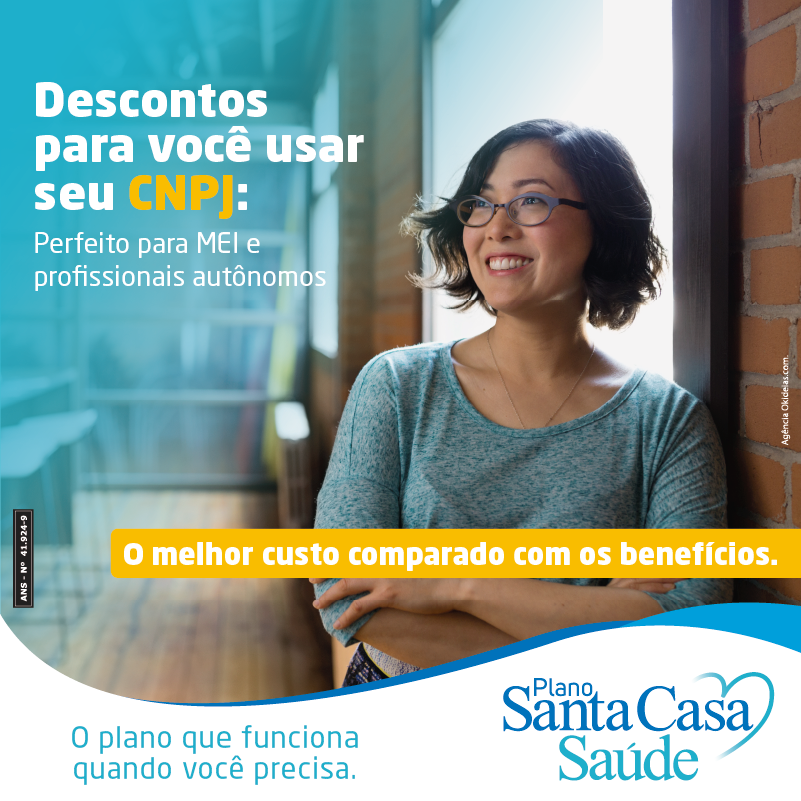 Descontos
para você usar
seu CNPJ:
Perfeito para MEI e
profissionais autônomos
Agência Okideias.com.
ANS - Nº 41.924-9
O melhor custo comparado com os benefícios.
O plano que funciona
quando você precisa.
Plano
Santa Casa
Saúde